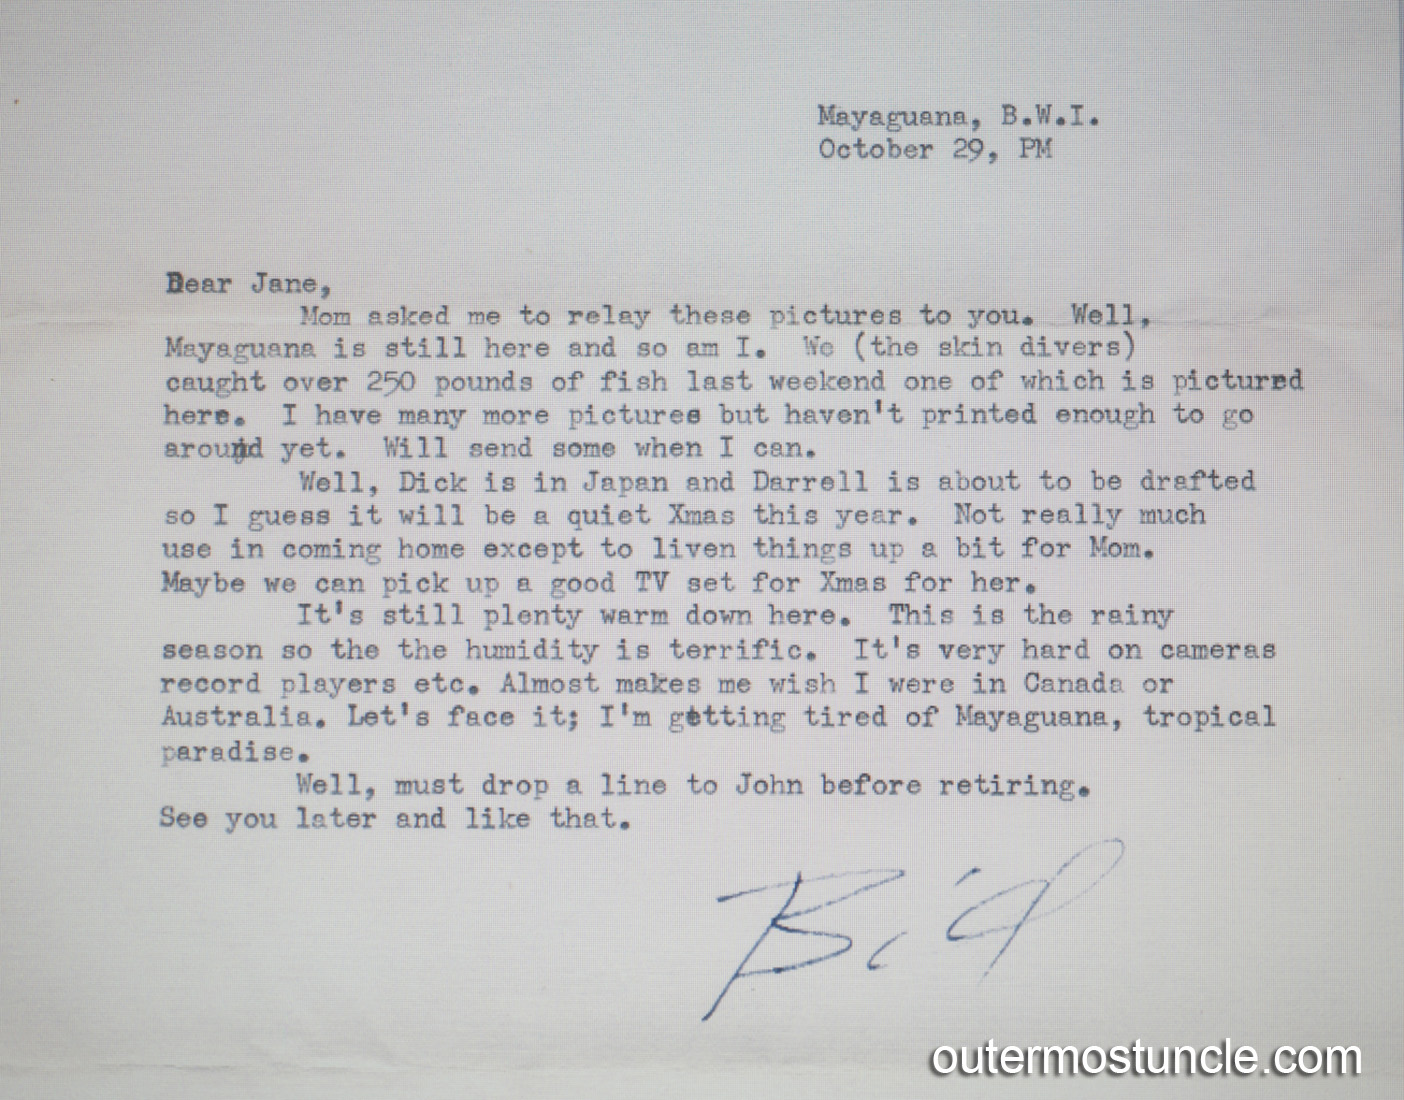 Mayaguana, B.W.I.
October 29, PM
Dear Jane,
Mom asked me to relay these pictures to you. Well,
Mayaguana is still here and so am I. We (the skin divers)
caught over 250 pounds of fish last weekend one of which is picturd
here. I have many more pictures but haven't printed enough to go
around yet. Will send some when I can.
Well, Dick is in Japan and Darrell is about to be drafted
so I guess it will be a quiet Xmas this year. Not really much
use in coming home except to liven things up a bit for Mom.
Maybe we can pick up a good TV set for Xmas for her.
It's still plenty warm down here. This is the rainy
season so the the humidity is terrific. It's very hard on cameras
record players etc. Almost makes me wish I were in Canada or
Australia. Let's face it; I'm getting tired of Mayaguana, tropical
paradise.
Well, must drop a line to John before retiring.
See you later and like that.
Bill
outermostuncle.com